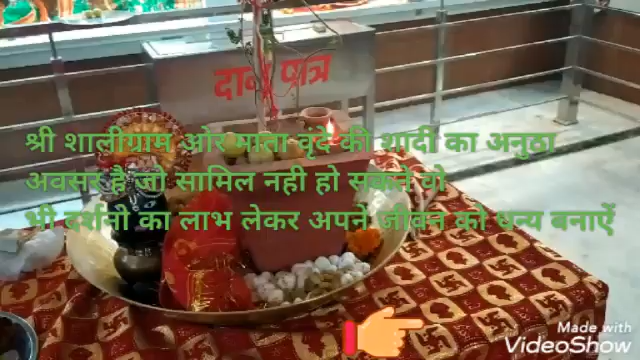 दान पात्र
श्री शालीग्राम ओर माता वृंदे की शादी का अनुठा
अवसर है जो सामिल नही हो सकते वो
भी दर्शनो का लाभ लेकर अपने जीवन को धन्य बनाऐं
Made with
VideoShow